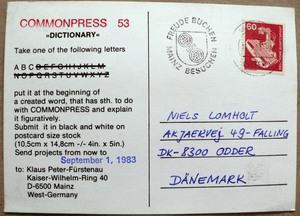 COMMONPRESS 53
»DICTIONARY«
Take one of the following letters
A B C D E F G H I J K L M
N O P Q R S T U V W X Y Z
put it at the beginning of
a created word, that has sth. to do
with COMMONPRESS and explain
it figuratively.
Submit it in black and white on
postcard size stock
(10,5cm x 14,8cm -/- 4in. x 5in.)
Send projects from now to
September 1, 1983
to: Klaus Peter-Fürstenau
Kaiser-Wilhelm-Ring 40
D-6500 Mainz
West-Germany
FREUDE BUCHEN
MAINZ BESUCHEN
60
NIELS LOMHOLT
AKJAERVEJ 49-FALLING
DK-8300 ODDER
DÄNEMARK